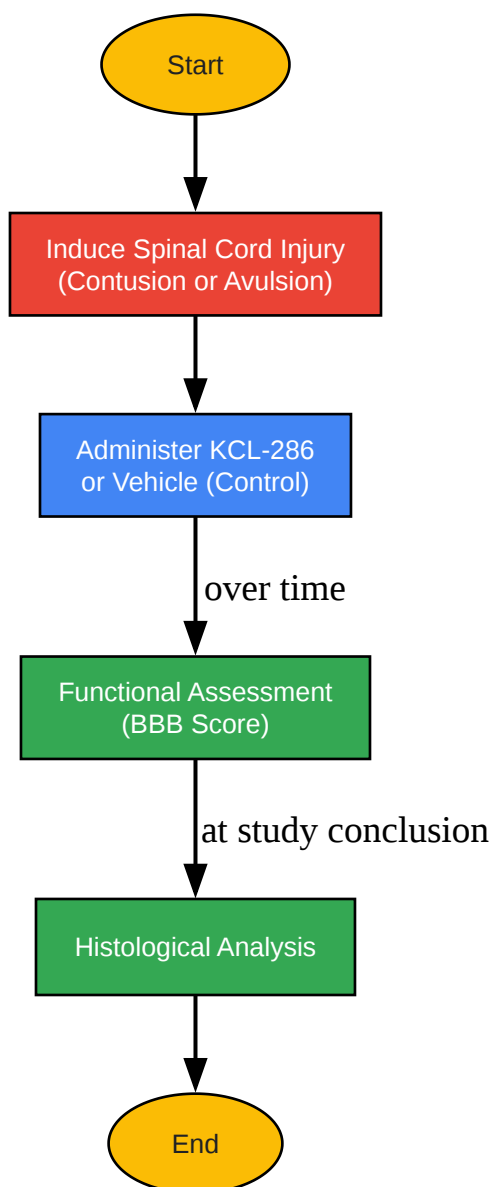 Start
Induce Spinal Cord Injury
(Contusion or Avulsion)
Administer KCL-286
or Vehicle (Control)
over time
Functional Assessment
(BBB Score)
at study conclusion
Histological Analysis
End